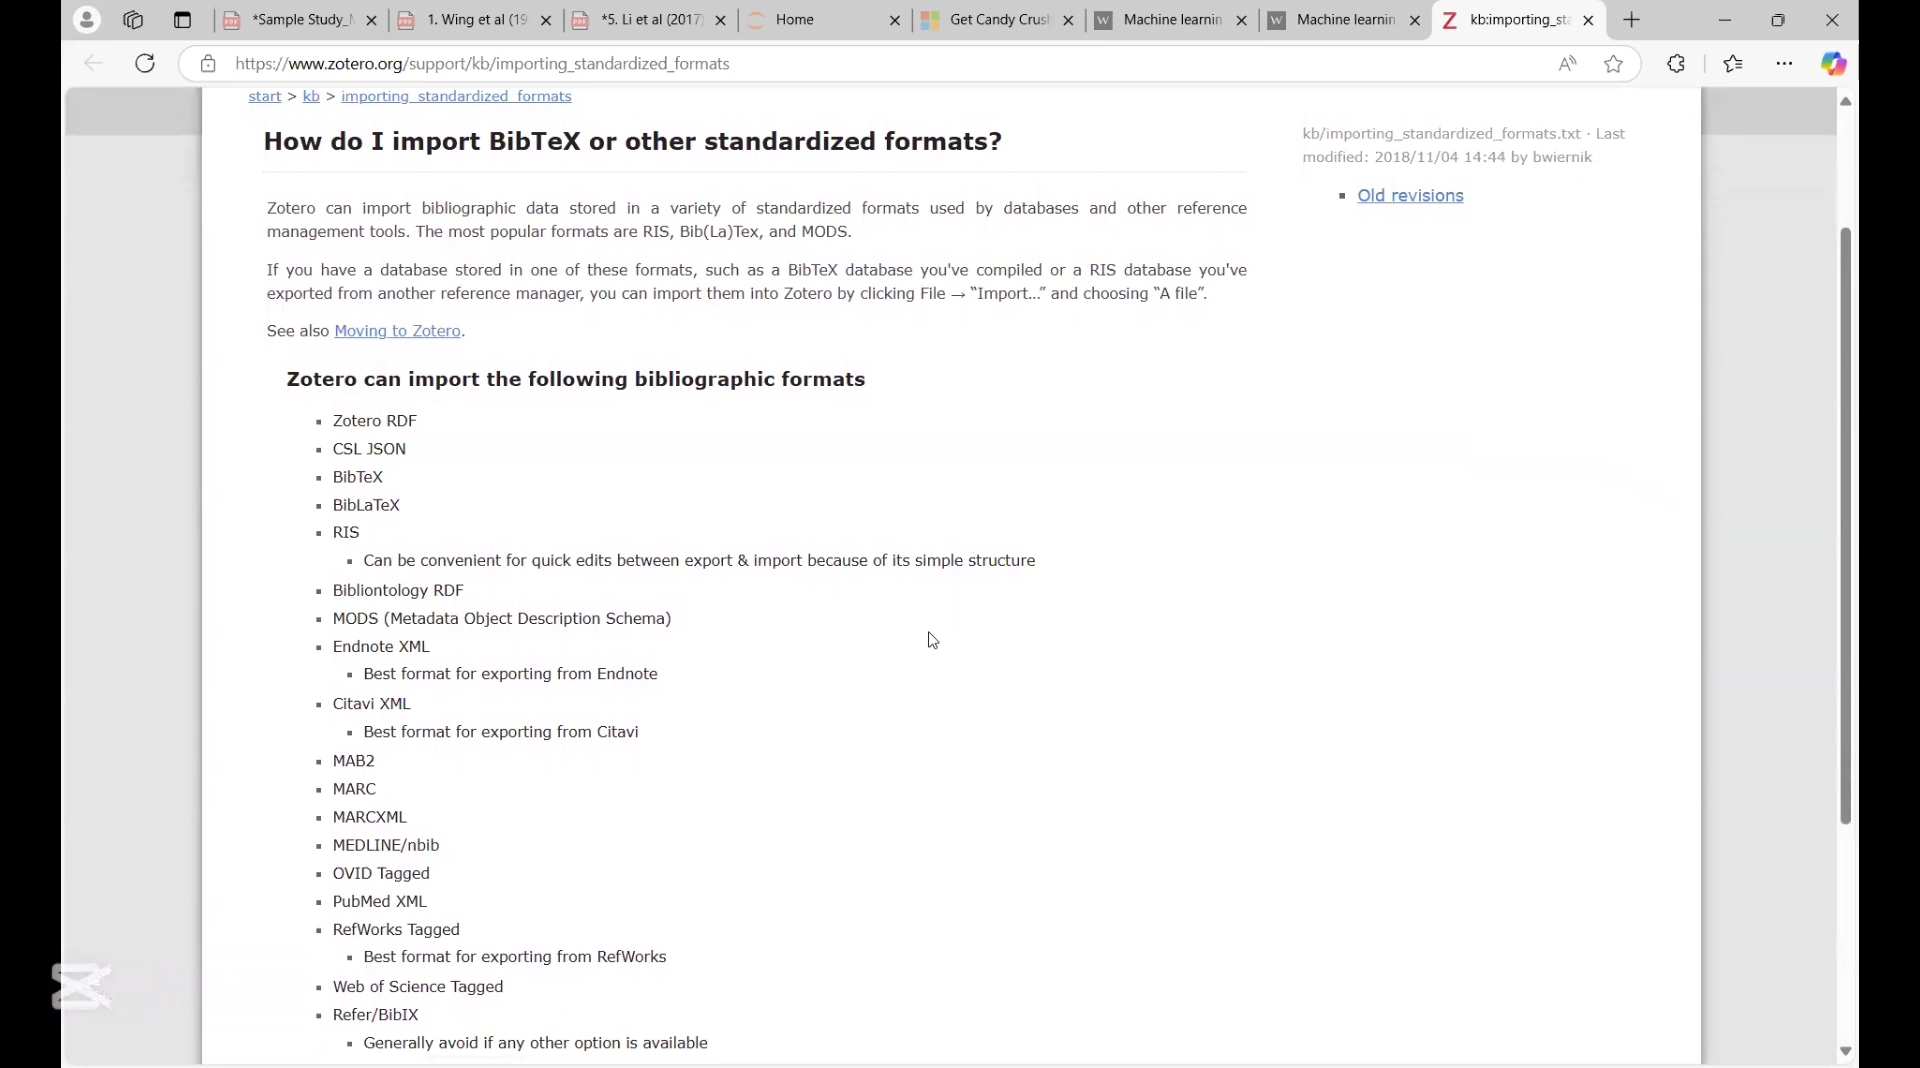 *Sample Study_
1. Wing et al (19
*5. Li et al (2017)
Home
Get Candy Crush
Machine learnin
Machine learnin
kb:importing_sta
https://www.zotero.org/support/kb/importing_standardized_formats
start > kb > importing_standardized_formats
How do I import BibTeX or other standardized formats?
kb/importing_standardized_formats.txt · Last
modified: 2018/11/04 14:44 by bwiernik
Old revisions
Zotero can import bibliographic data stored in a variety of standardized formats used by databases and other reference
management tools. The most popular formats are RIS, Bib(La)Tex, and MODS.
If you have a database stored in one of these formats, such as a BibTeX database you've compiled or a RIS database you've
exported from another reference manager, you can import them into Zotero by clicking File → “Import…” and choosing “A file”.
See also Moving to Zotero.
Zotero can import the following bibliographic formats
Zotero RDF
CSL JSON
BibTeX
BibLaTeX
RIS
Can be convenient for quick edits between export & import because of its simple structure
Bibliontology RDF
MODS (Metadata Object Description Schema)
Endnote XML
Best format for exporting from Endnote
Citavi XML
Best format for exporting from Citavi
MAB2
MARC
MARCXML
MEDLINE/nbib
OVID Tagged
PubMed XML
RefWorks Tagged
Best format for exporting from RefWorks
Web of Science Tagged
Refer/BibIX
Generally avoid if any other option is available